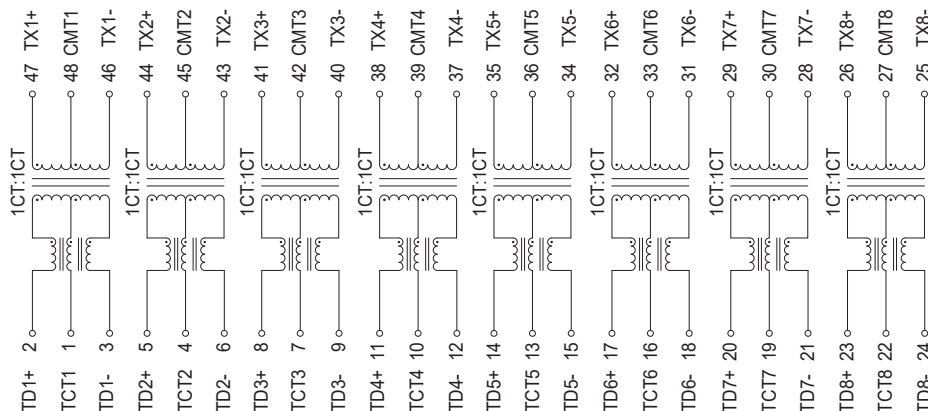 TX1+ CMT1 TX1- TX2+ CMT2 TX2- TX3+ CMT3 TX3- TX4+ CMT4 TX4- TX5+ CMT5 TX5- TX6+ CMT6 TX6- TX7+ CMT7 TX7- TX8+ CMT8 TX8-
47 48 46 44 45 43 41 42 40 38 39 37 35 36 34 32 33 31 29 30 28 26 27 25
1CT:1CT 1CT:1CT 1CT:1CT 1CT:1CT 1CT:1CT 1CT:1CT 1CT:1CT 1CT:1CT
2 1 3 5 4 6 8 7 9 11 10 12 14 13 15 17 16 18 20 19 21 23 22 24
TD1+ TCT1 TD1- TD2+ TCT2 TD2- TD3+ TCT3 TD3- TD4+ TCT4 TD4- TD5+ TCT5 TD5- TD6+ TCT6 TD6- TD7+ TCT7 TD7- TD8+ TCT8 TD8-